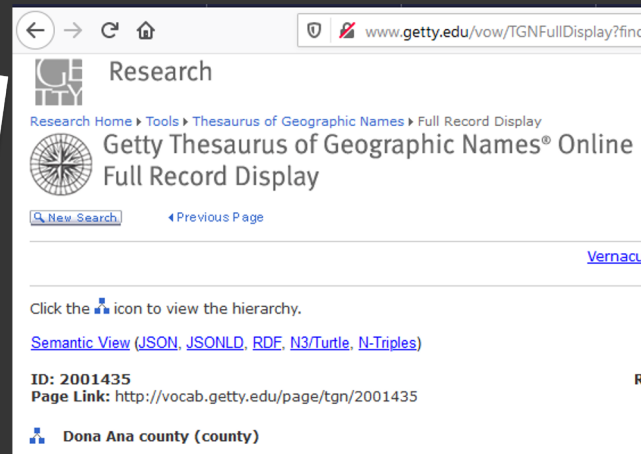 www.getty.edu/vow/TGNFullDisplay?find
GETTY
Research
Research Home ▸ Tools ▸ Thesaurus of Geographic Names ▸ Full Record Display
Getty Thesaurus of Geographic Names® Online
Full Record Display
New Search ◂ Previous Page
Click the icon to view the hierarchy.
Semantic View (JSON, JSONLD, RDF, N3/Turtle, N-Triples)
ID: 2001435
Page Link: http://vocab.getty.edu/page/tgn/2001435
Dona Ana county (county)